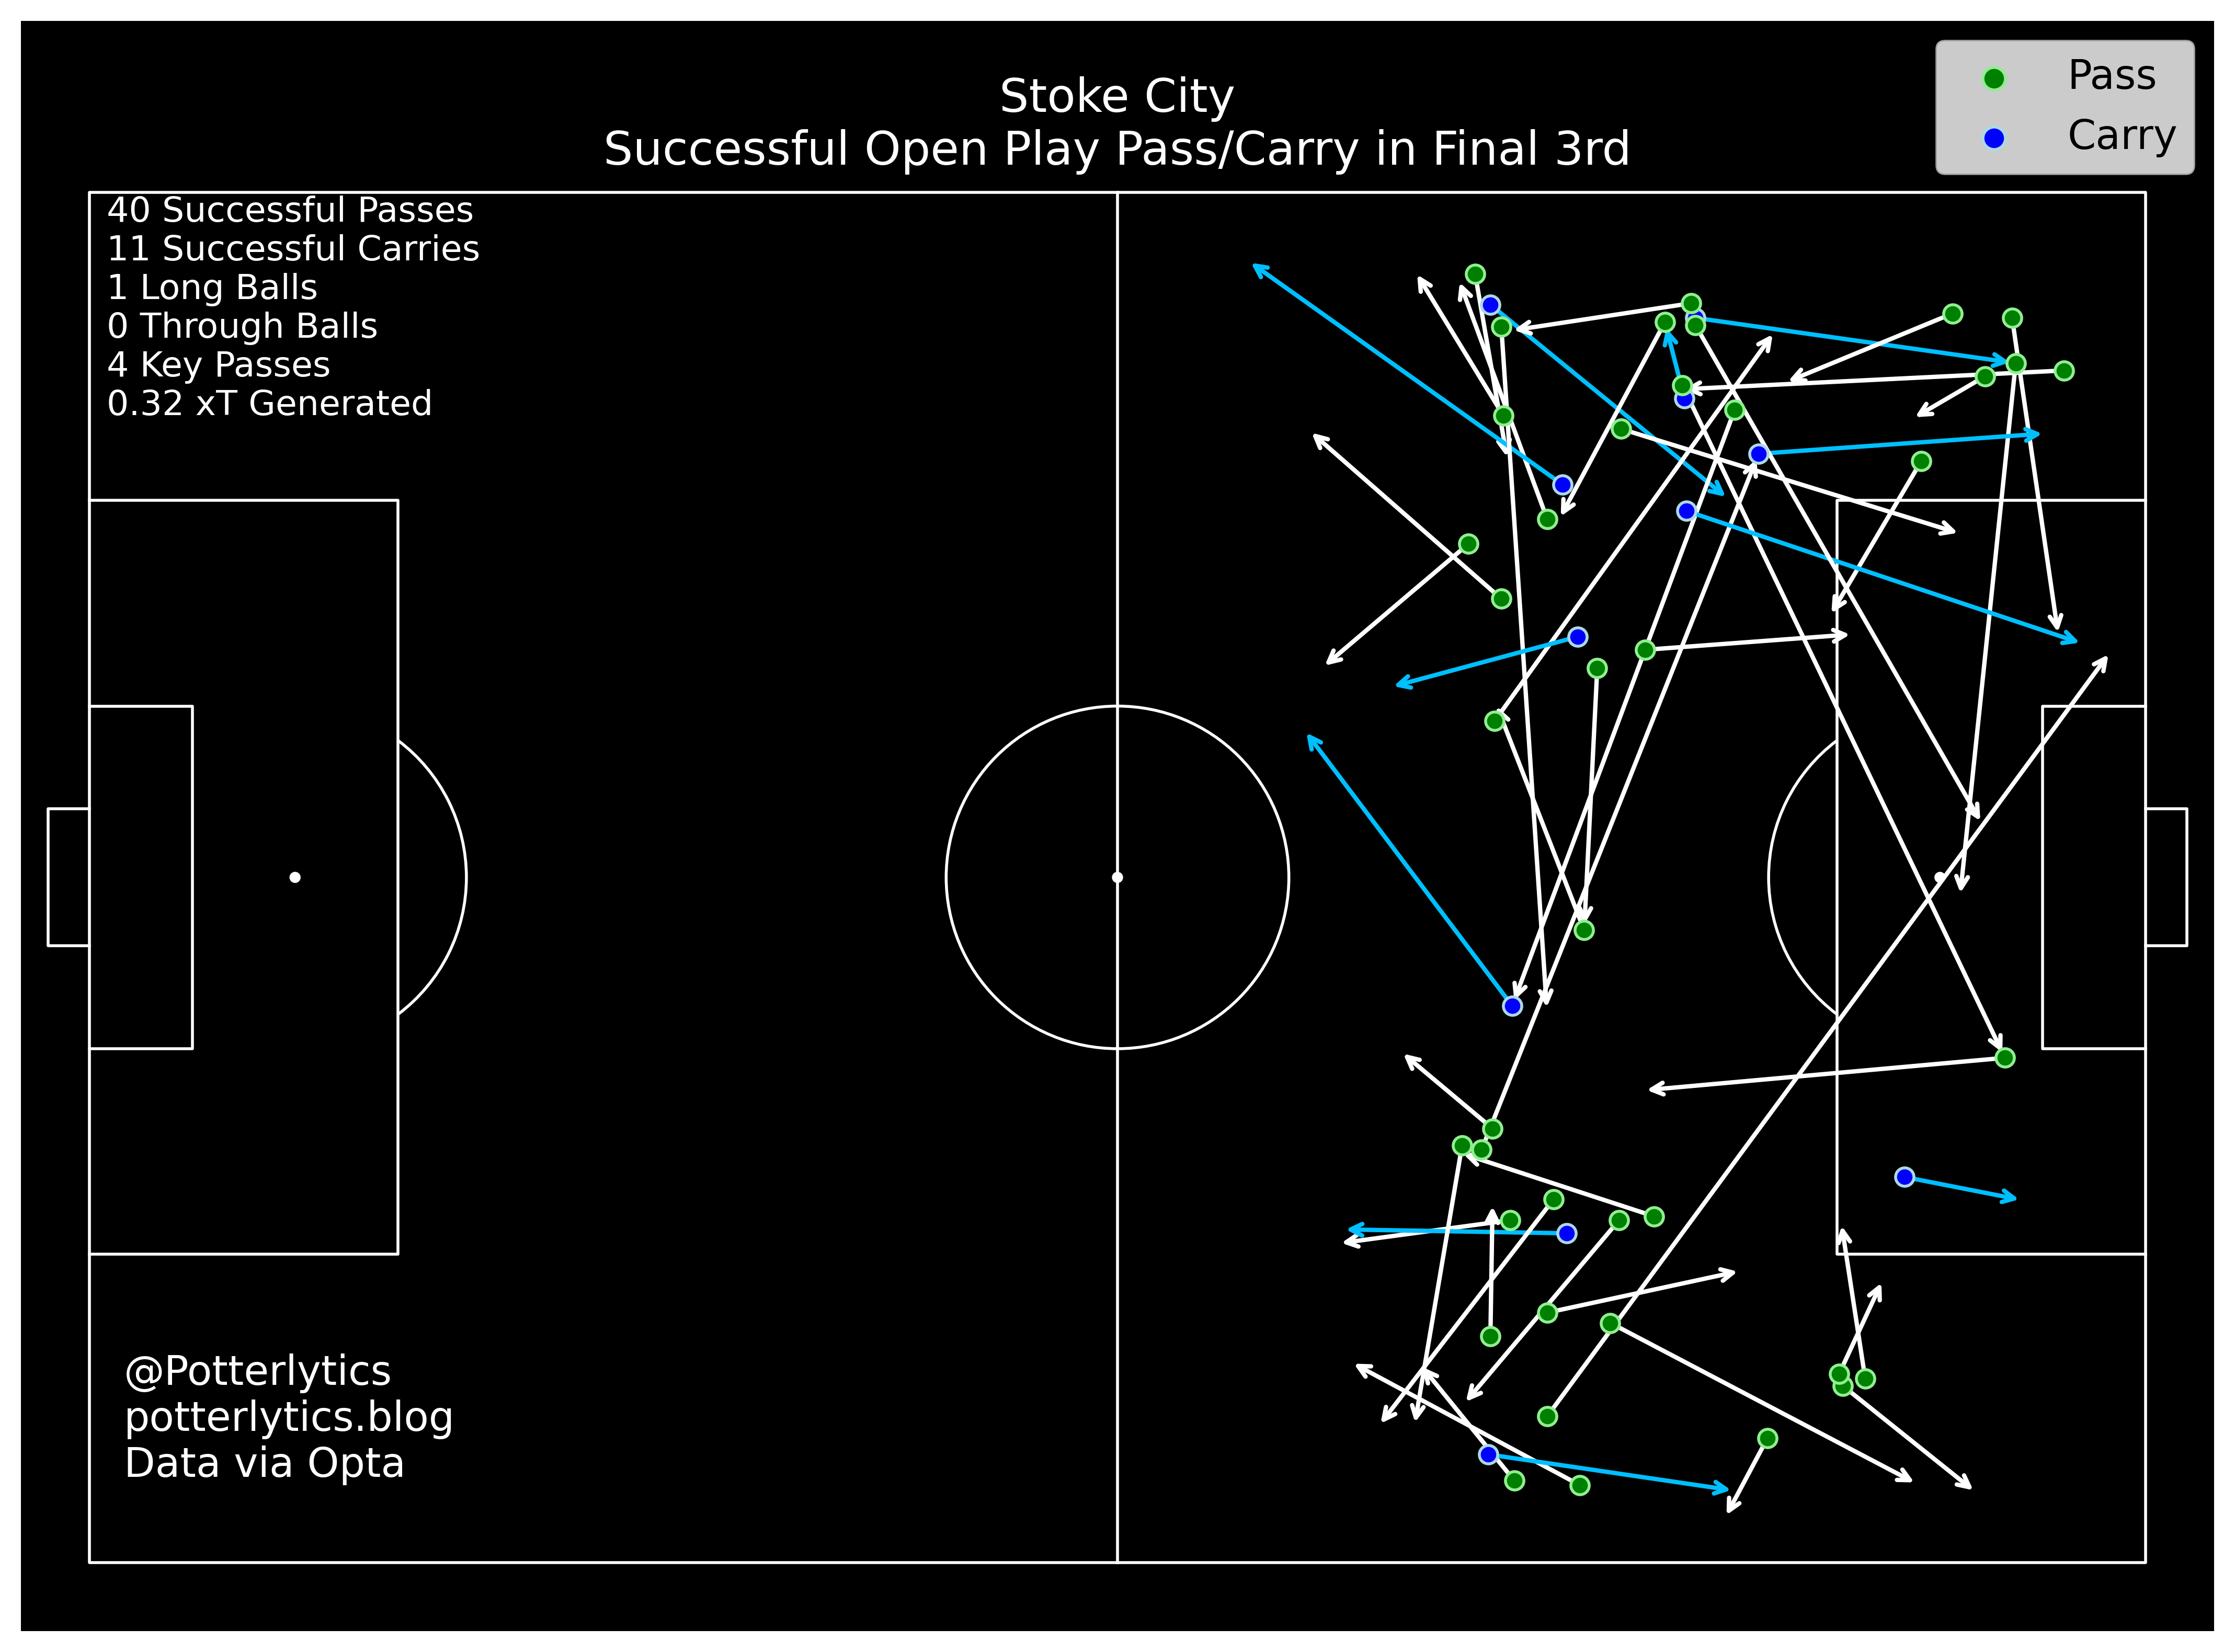 Stoke City
Successful Open Play Pass/Carry in Final 3rd
Pass
Carry
40 Successful Passes
11 Successful Carries
1 Long Balls
0 Through Balls
4 Key Passes
0.32 xT Generated
@Potterlytics
potterlytics.blog
Data via Opta